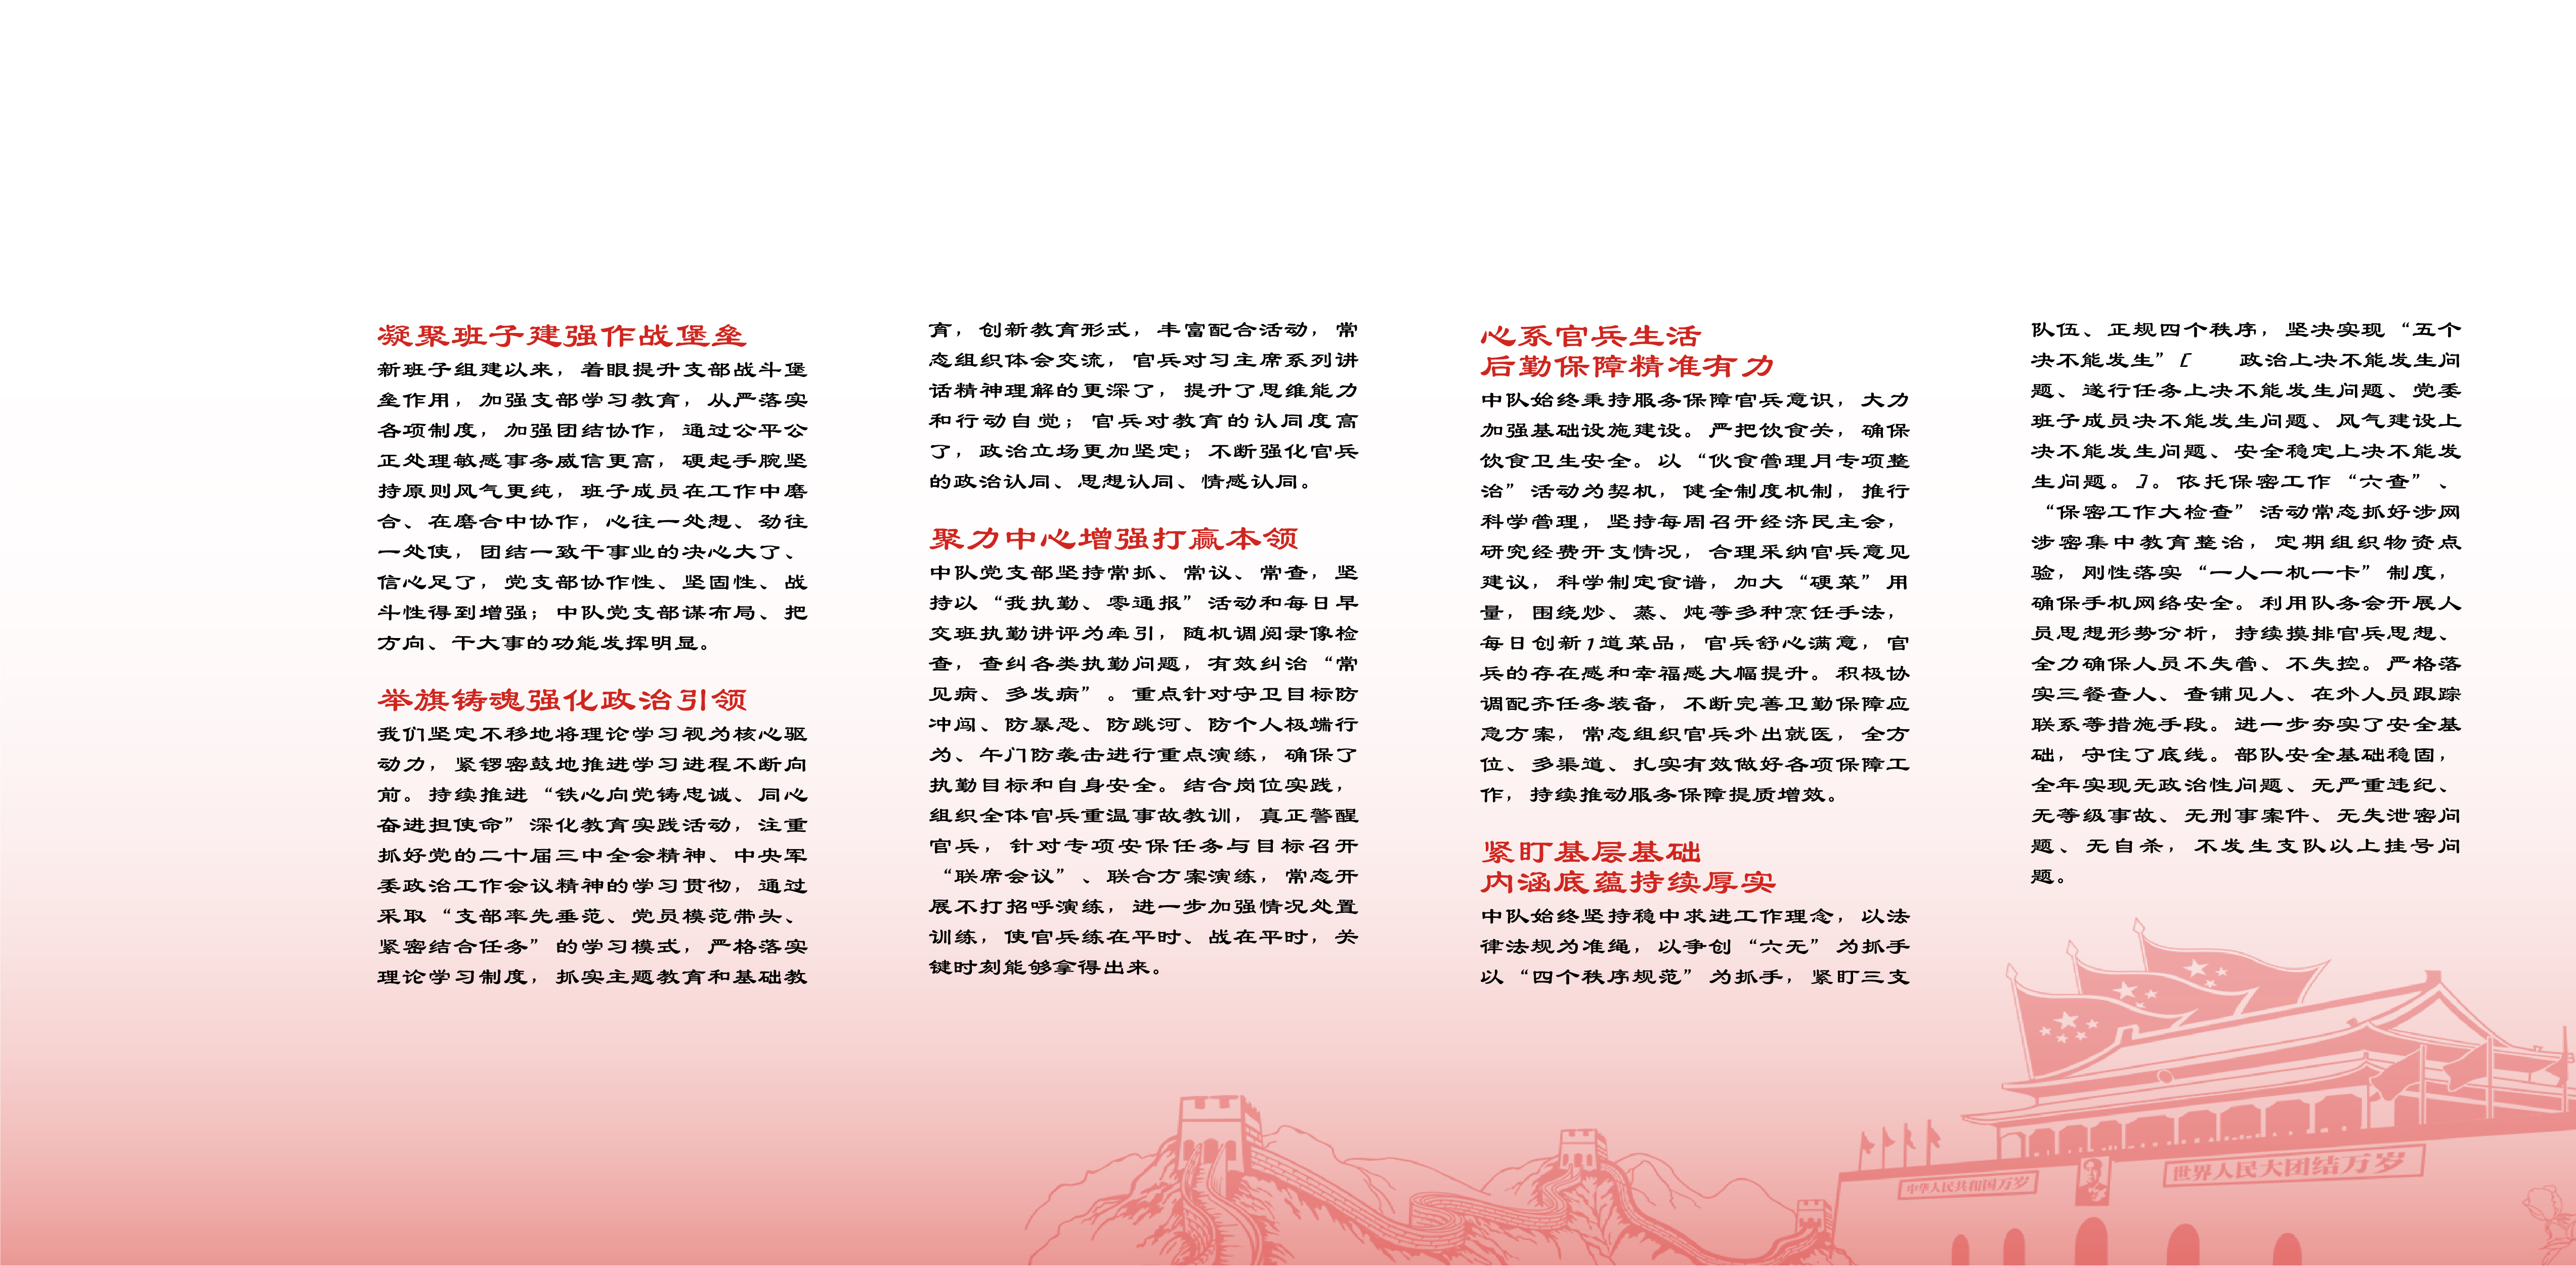 凝聚班子建强作战堡垒
新班子组建以来，着眼提升支部战斗堡
垒作用，加强支部学习教育，从严落实
各项制度，加强团结协作，通过公平公
正处理敏感事务威信更高，硬起手腕坚
持原则风气更纯，班子成员在工作中磨
合、在磨合中协作，心往一处想、劲往
一处使，团结一致干事业的决心大了、
信心足了，党支部协作性、坚固性、战
斗性得到增强；中队党支部谋布局、把
方向、干大事的功能发挥明显。
举旗铸魂强化政治引领
我们坚定不移地将理论学习视为核心驱
动力，紧锣密鼓地推进学习进程不断向
前。持续推进“铁心向党铸忠诚、同心
奋进担使命”深化教育实践活动，注重
抓好党的二十届三中全会精神、中央军
委政治工作会议精神的学习贯彻，通过
采取“支部率先垂范、党员模范带头、
紧密结合任务”的学习模式，严格落实
理论学习制度，抓实主题教育和基础教
育，创新教育形式，丰富配合活动，常
态组织体会交流，官兵对习主席系列讲
话精神理解的更深了，提升了思维能力
和行动自觉；官兵对教育的认同度高
了，政治立场更加坚定；不断强化官兵
的政治认同、思想认同、情感认同。
聚力中心增强打赢本领
中队党支部坚持常抓、常议、常查，坚
持以“我执勤、零通报”活动和每日早
交班执勤讲评为牵引，随机调阅录像检
查，查纠各类执勤问题，有效纠治“常
见病、多发病”。重点针对守卫目标防
冲闯、防暴恐、防跳河、防个人极端行
为、午门防袭击进行重点演练，确保了
执勤目标和自身安全。结合岗位实践，
组织全体官兵重温事故教训，真正警醒
官兵，针对专项安保任务与目标召开
“联席会议”、联合方案演练，常态开
展不打招呼演练，进一步加强情况处置
训练，使官兵练在平时、战在平时，关
键时刻能够拿得出来。
心系官兵生活
后勤保障精准有力
中队始终秉持服务保障官兵意识，大力
加强基础设施建设。严把饮食关，确保
饮食卫生安全。以“伙食管理月专项整
治”活动为契机，健全制度机制，推行
科学管理，坚持每周召开经济民主会，
研究经费开支情况，合理采纳官兵意见
建议，科学制定食谱，加大“硬菜”用
量，围绕炒、蒸、炖等多种烹饪手法，
每日创新1道菜品，官兵舒心满意，官
兵的存在感和幸福感大幅提升。积极协
调配齐任务装备，不断完善卫勤保障应
急方案，常态组织官兵外出就医，全方
位、多渠道、扎实有效做好各项保障工
作，持续推动服务保障提质增效。
紧盯基层基础
内涵底蕴持续厚实
中队始终坚持稳中求进工作理念，以法
律法规为准绳，以争创“六无”为抓手
以“四个秩序规范”为抓手，紧盯三支
队伍、正规四个秩序，坚决实现“五个
决不能发生”[ 政治上决不能发生问
题、遂行任务上决不能发生问题、党委
班子成员决不能发生问题、风气建设上
决不能发生问题、安全稳定上决不能发
生问题。]。依托保密工作“六查”、
“保密工作大检查”活动常态抓好涉网
涉密集中教育整治，定期组织物资点
验，刚性落实“一人一机一卡”制度，
确保手机网络安全。利用队务会开展人
员思想形势分析，持续摸排官兵思想、
全力确保人员不失管、不失控。严格落
实三餐查人、查铺见人、在外人员跟踪
联系等措施手段。进一步夯实了安全基
础，守住了底线。部队安全基础稳固，
全年实现无政治性问题、无严重违纪、
无等级事故、无刑事案件、无失泄密问
题、无自杀，不发生支队以上挂号问
题。
中华人民共和国万岁
世界人民大团结万岁